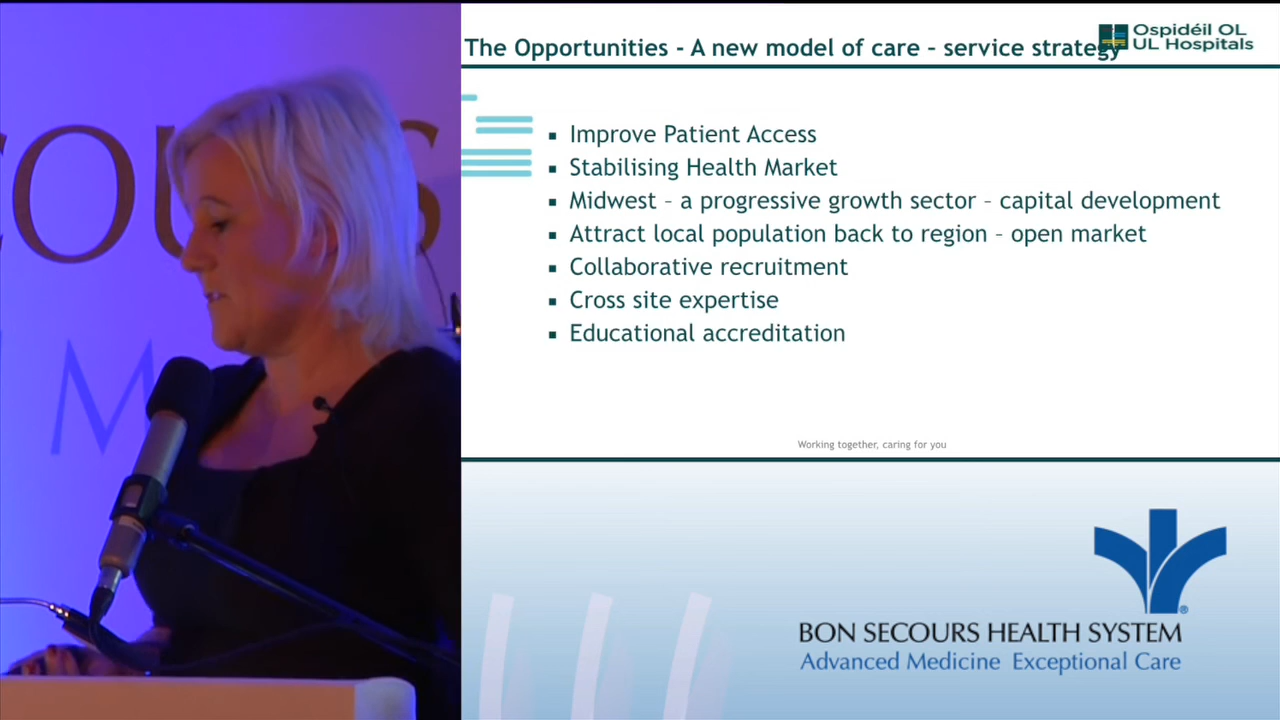 The Opportunities - A new model of care – service strategy
Ospidéil OL
UL Hospitals
▪ Improve Patient Access
▪ Stabilising Health Market
▪ Midwest – a progressive growth sector – capital development
▪ Attract local population back to region – open market
▪ Collaborative recruitment
▪ Cross site expertise
▪ Educational accreditation
Working together, caring for you
BON SECOURS HEALTH SYSTEM
Advanced Medicine Exceptional Care